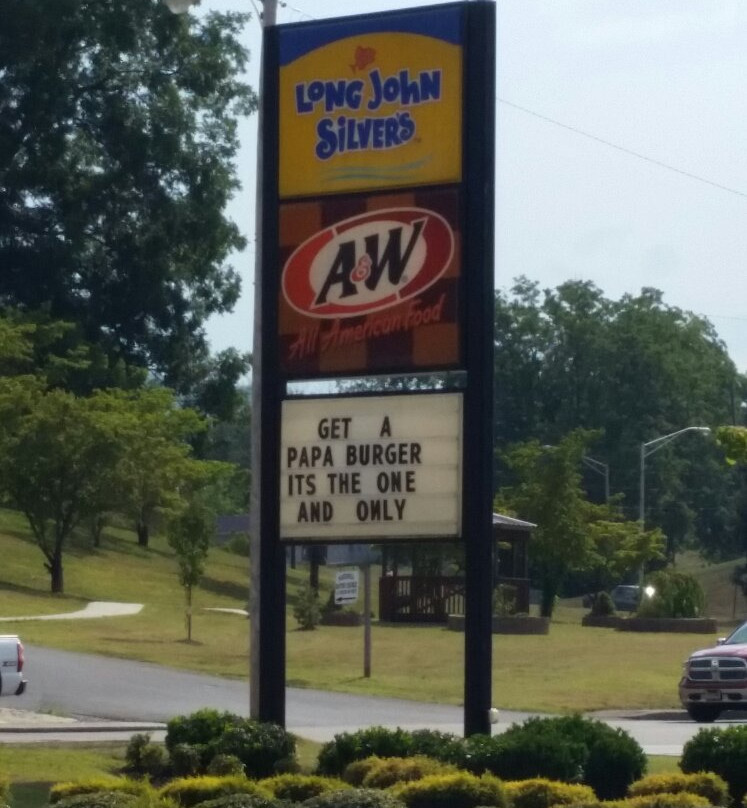 LONG JOHN
SILVER'S
A&W
All American Food
GET A
PAPA BURGER
ITS THE ONE
AND ONLY